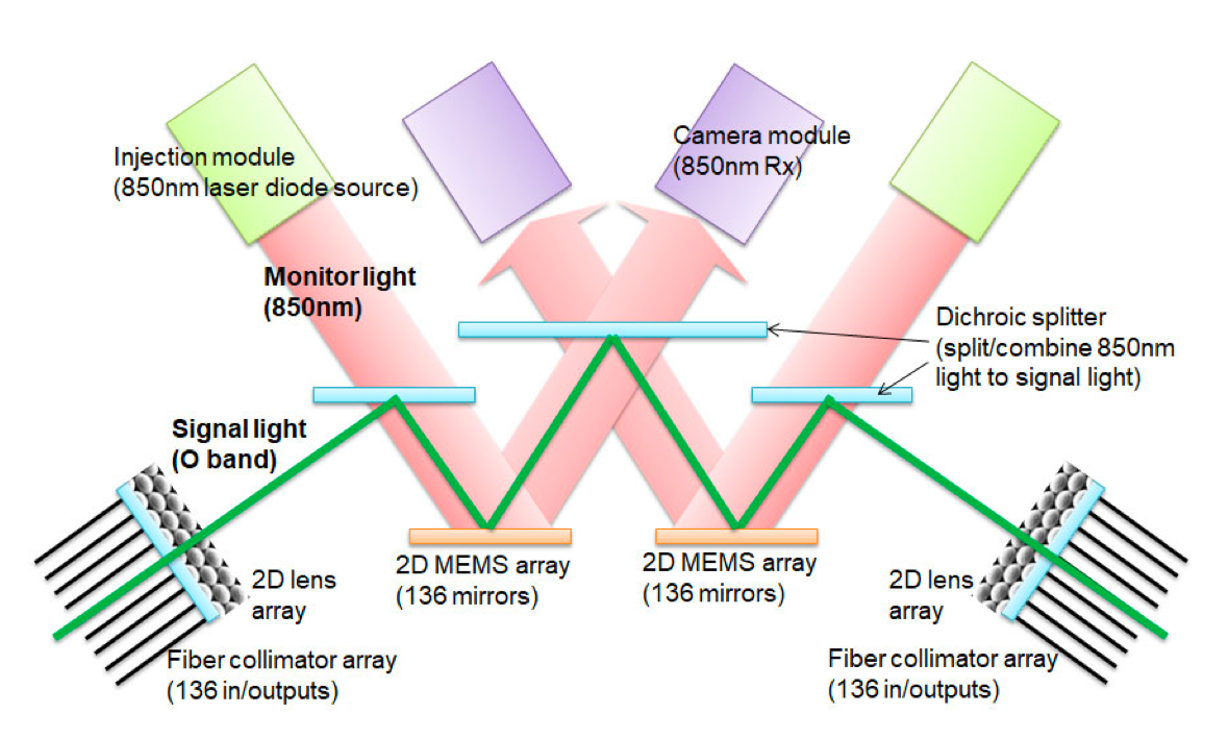 Injection module
(850nm laser diode source)
Camera module
(850nm Rx)
Monitor light
(850nm)
Dichroic splitter
(split/combine 850nm
light to signal light)
Signal light
(O band)
2D MEMS array
(136 mirrors)
2D MEMS array
(136 mirrors)
2D lens
array
2D lens
array
Fiber collimator array
(136 in/outputs)
Fiber collimator array
(136 in/outputs)